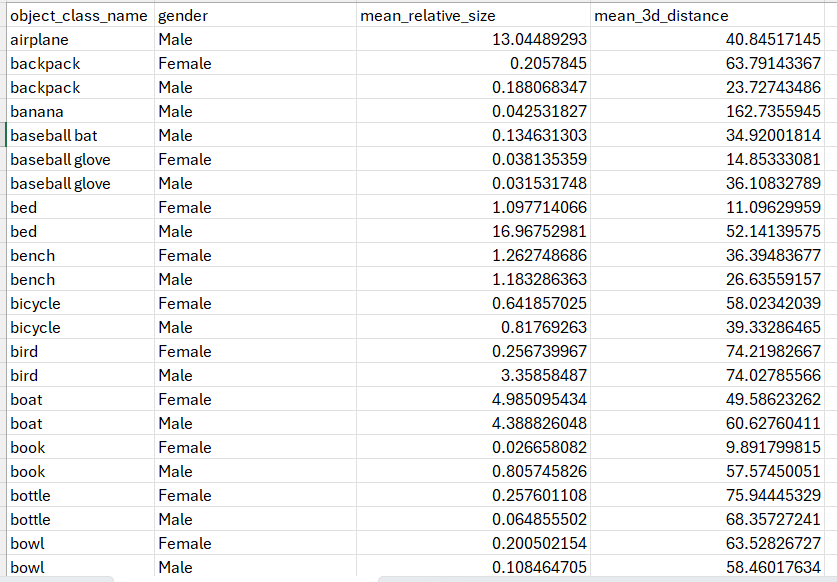 object_class_name gender mean_relative_size mean_3d_distance
airplane Male 13.04489293 40.84517145
backpack Female 0.2057845 63.79143367
backpack Male 0.188068347 23.72743486
banana Male 0.042531827 162.7355945
baseball bat Male 0.134631303 34.92001814
baseball glove Female 0.038135359 14.85333081
baseball glove Male 0.031531748 36.10832789
bed Female 1.097714066 11.09629959
bed Male 16.96752981 52.14139575
bench Female 1.262748686 36.39483677
bench Male 1.183286363 26.63559157
bicycle Female 0.641857025 58.02342039
bicycle Male 0.81769263 39.33286465
bird Female 0.256739967 74.21982667
bird Male 3.35858487 74.02785566
boat Female 4.985095434 49.58623262
boat Male 4.388826048 60.62760411
book Female 0.026658082 9.891799815
book Male 0.805745826 57.57450051
bottle Female 0.257601108 75.94445329
bottle Male 0.064855502 68.35727241
bowl Female 0.200502154 63.52826727
bowl Male 0.108464705 58.46017634